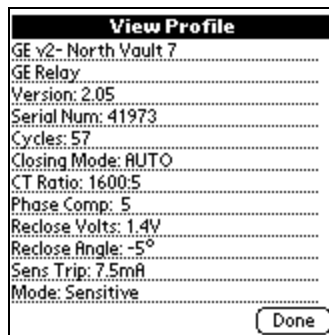 View Profile
GE v2- North Vault 7
GE Relay
Version: 2.05
Serial Num: 41973
Cycles: 57
Closing Mode: AUTO
CT Ratio: 1600:5
Phase Comp: 5
Reclose Volts: 1.4V
Reclose Angle: -5°
Sens Trip: 7.5mA
Mode: Sensitive
Done